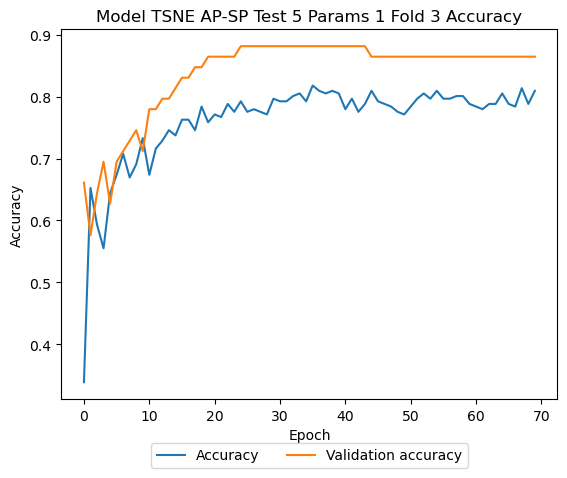 Model TSNE AP-SP Test 5 Params 1 Fold 3 Accuracy
0.9
0.8
0.7
0.6
0.5
0.4
Accuracy
0 10 20 30 40 50 60 70
Epoch
Accuracy Validation accuracy